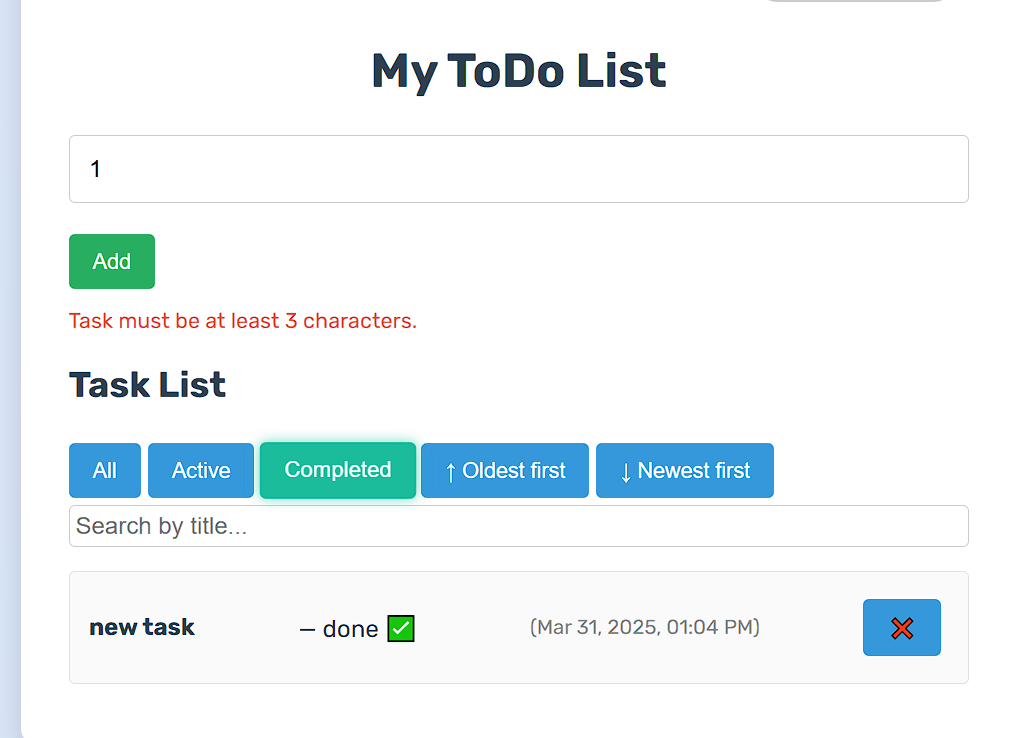 My ToDo List
1
Add
Task must be at least 3 characters.
Task List
All Active Completed ↑ Oldest first ↓ Newest first
Search by title...
new task – done ✅ (Mar 31, 2025, 01:04 PM) ❌